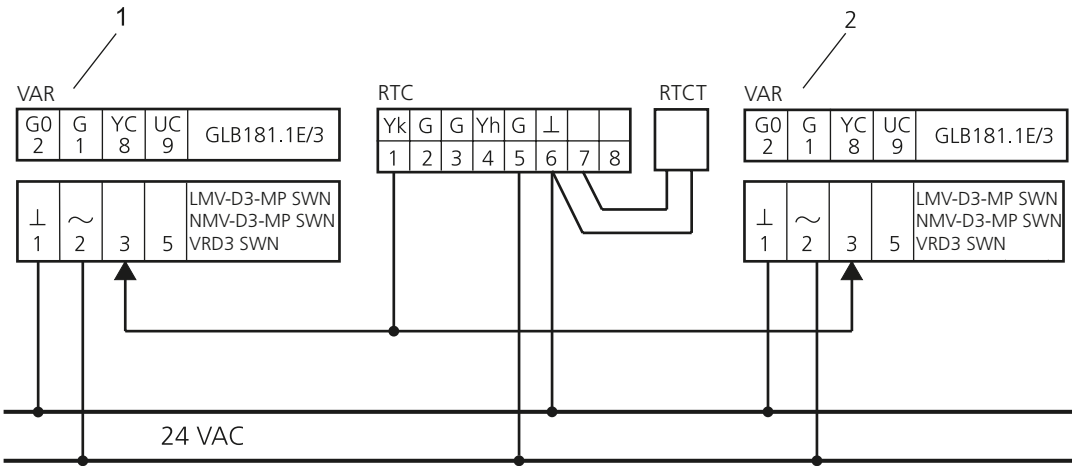 1
2
VAR
RTC
RTCT
VAR
G0 G YC UC GLB181.1E/3
2 1 8 9
Yk G G Yh G ⊥
1 2 3 4 5 6 7 8
G0 G YC UC GLB181.1E/3
2 1 8 9
⊥ ~ LMV-D3-MP SWN
NMV-D3-MP SWN
1 2 3 5 VRD3 SWN
⊥ ~ LMV-D3-MP SWN
NMV-D3-MP SWN
1 2 3 5 VRD3 SWN
24 VAC